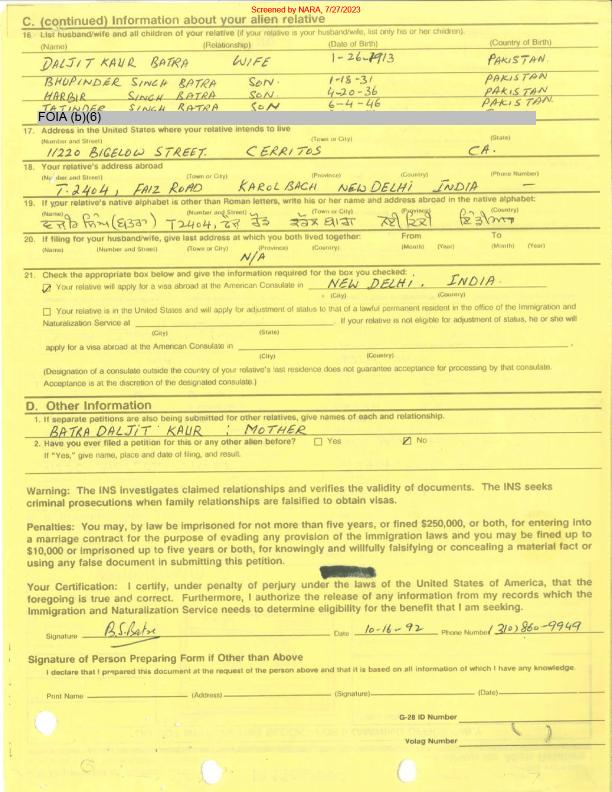 Screened by NARA, 7/27/2023
C. (continued) Information about your alien relative
16. List husband/wife and all children of your relative (if your relative is your husband/wife, list only his or her children).
(Name) (Relationship) (Date of Birth) (Country of Birth)
DALJIT KAUR BATRA WIFE 1-26-1913 PAKISTAN.
BHUPINDER SINGH BATRA SON. 1-18-31 PAKISTAN
HARBIR SINGH BATRA SON. 4-20-36 PAKISTAN
TATINDER SINGH BATRA SON 6-4-46 PAKISTAN.
FOIA (b)(6)
17. Address in the United States where your relative intends to live
(Number and Street) (Town or City) (State)
11220 BIGELOW STREET. CERRITOS CA.
18. Your relative's address abroad
(Number and Street) (Town or City) (Province) (Country) (Phone Number)
T-2404, FAIZ ROAD KAROL BAGH NEW DELHI INDIA —
19. If your relative's native alphabet is other than Roman letters, write his or her name and address abroad in the native alphabet:
(Name) (Number and Street) (Town or City) (Province) (Country)
ਸਿੰਘ (ਬਤਰਾ) T 2404, ਰੋਡ ਬਾਗ
20. If filing for your husband/wife, give last address at which you both lived together: From To
(Name) (Number and Street) (Town or City) (Province) (Country) (Month) (Year) (Month) (Year)
N/A
21. Check the appropriate box below and give the information required for the box you checked:
☑ Your relative will apply for a visa abroad at the American Consulate in NEW DELHI. INDIA.
(City) (Country)
☐ Your relative is in the United States and will apply for adjustment of status to that of a lawful permanent resident in the office of the Immigration and
Naturalization Service at ____ . If your relative is not eligible for adjustment of status, he or she will
(City) (State)
apply for a visa abroad at the American Consulate in ____ .
(City) (Country)
(Designation of a consulate outside the country of your relative's last residence does not guarantee acceptance for processing by that consulate.
Acceptance is at the discretion of the designated consulate.)
D. Other Information
1. If separate petitions are also being submitted for other relatives, give names of each and relationship.
BATRA DALJIT KAUR : MOTHER
2. Have you ever filed a petition for this or any other alien before? ☐ Yes ☑ No
If "Yes," give name, place and date of filing, and result.
Warning: The INS investigates claimed relationships and verifies the validity of documents. The INS seeks
criminal prosecutions when family relationships are falsified to obtain visas.
Penalties: You may, by law be imprisoned for not more than five years, or fined $250,000, or both, for entering into
a marriage contract for the purpose of evading any provision of the immigration laws and you may be fined up to
$10,000 or imprisoned up to five years or both, for knowingly and willfully falsifying or concealing a material fact or
using any false document in submitting this petition.
Your Certification: I certify, under penalty of perjury under the laws of the United States of America, that the
foregoing is true and correct. Furthermore, I authorize the release of any information from my records which the
Immigration and Naturalization Service needs to determine eligibility for the benefit that I am seeking.
Signature B.S. Batra Date 10-16-92 Phone Number (310) 860-9949
Signature of Person Preparing Form if Other than Above
I declare that I prepared this document at the request of the person above and that it is based on all information of which I have any knowledge.
Print Name (Address) (Signature) (Date)
G-28 ID Number
Volag Number